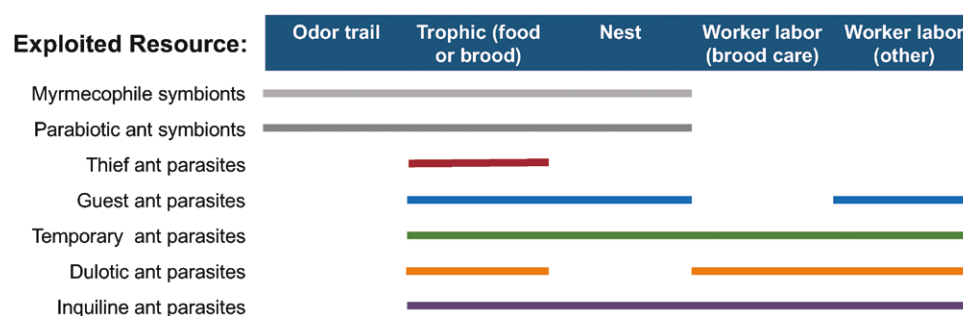 Exploited Resource:
Odor trail
Trophic (food
or brood)
Nest
Worker labor
(brood care)
Worker labor
(other)
Myrmecophile symbionts
Parabiotic ant symbionts
Thief ant parasites
Guest ant parasites
Temporary ant parasites
Dulotic ant parasites
Inquiline ant parasites